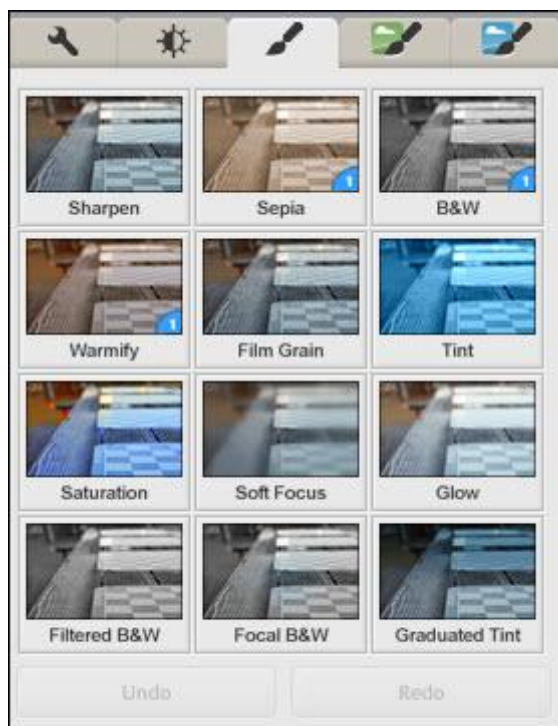 Sharpen
Sepia
1
B&W
1
Warmify
1
Film Grain
Tint
Saturation
Soft Focus
Glow
Filtered B&W
Focal B&W
Graduated Tint
Undo
Redo